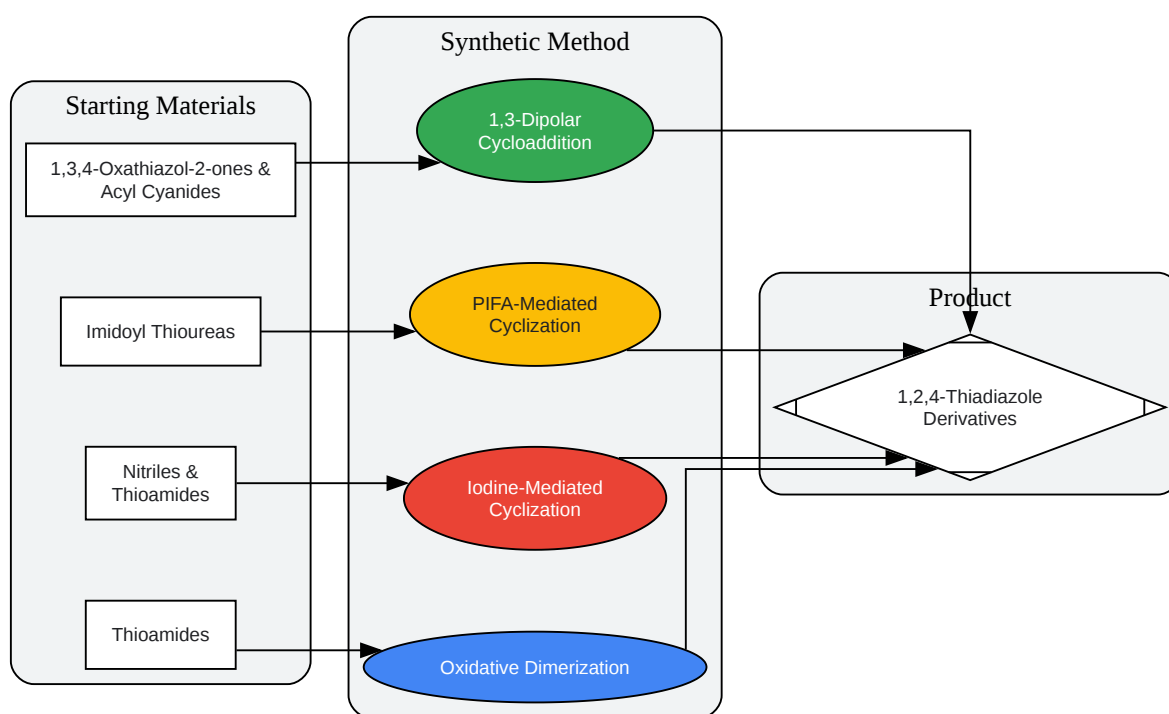 Starting Materials
1,3,4-Oxathiazol-2-ones &
Acyl Cyanides
Imidoyl Thioureas
Nitriles &
Thioamides
Thioamides
Synthetic Method
1,3-Dipolar
Cycloaddition
PIFA-Mediated
Cyclization
Iodine-Mediated
Cyclization
Oxidative Dimerization
Product
1,2,4-Thiadiazole
Derivatives